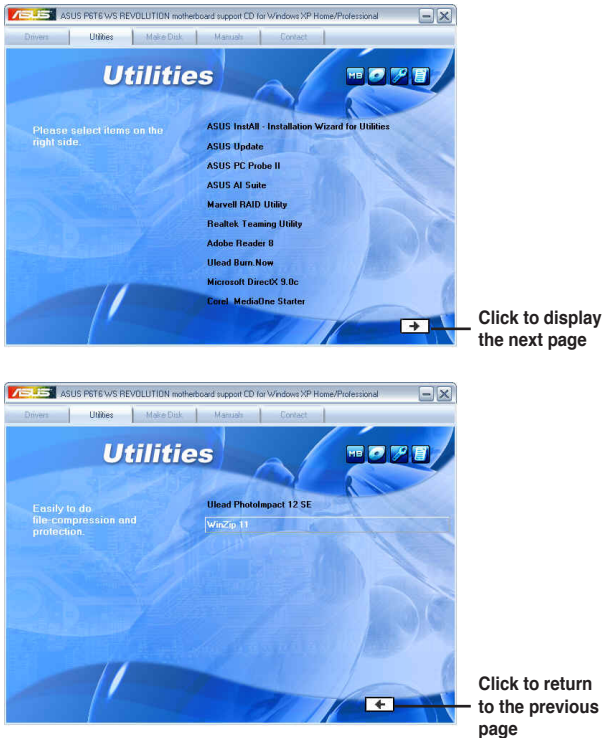 ASUS
ASUS P6T6 WS REVOLUTION motherboard support CD for Windows XP Home/Professional
Drivers
Utilities
Make Disk
Manuals
Contact
Utilities
MB
Please select items on the
right side.
ASUS InstAll - Installation Wizard for Utilities
ASUS Update
ASUS PC Probe II
ASUS AI Suite
Marvell RAID Utility
Realtek Teaming Utility
Adobe Reader 8
Ulead Burn.Now
Microsoft DirectX 9.0c
Corel MediaOne Starter
Click to display
the next page
ASUS
ASUS P6T6 WS REVOLUTION motherboard support CD for Windows XP Home/Professional
Drivers
Utilities
Make Disk
Manuals
Contact
Utilities
MB
Easily to do
file-compression and
protection.
Ulead PhotoImpact 12 SE
WinZip 11
Click to return
to the previous
page